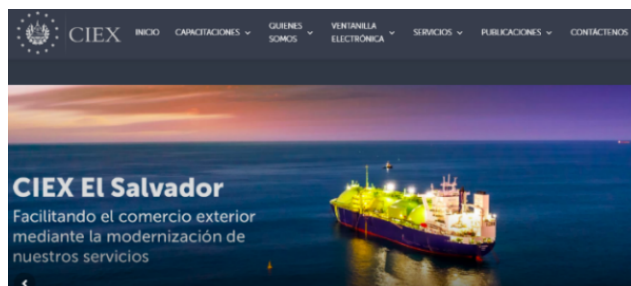 CIEX
INICIO
CAPACITACIONES
QUIENES
SOMOS
VENTANILLA
ELECTRÓNICA
SERVICIOS
PUBLICACIONES
CONTÁCTENOS
CIEX El Salvador
Facilitando el comercio exterior
mediante la modernización de
nuestros servicios